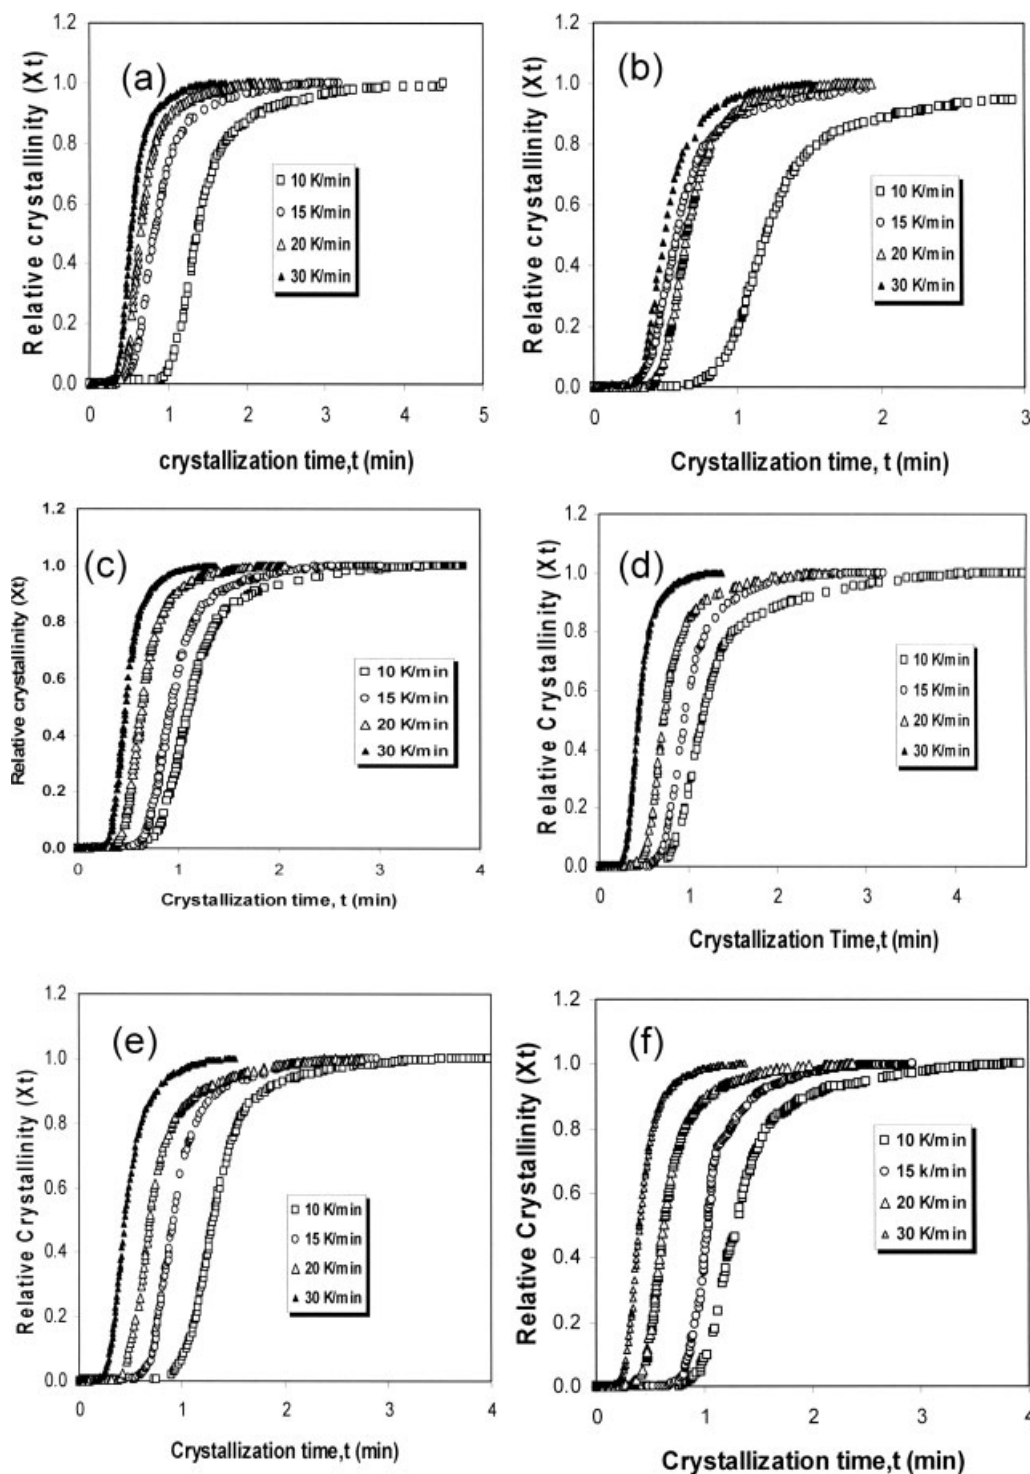 1.2
1.0
0.8
0.6
0.4
0.2
0.0
Relative crystallinity (Xt)
(a)
10 K/min
15 K/min
20 K/min
30 K/min
0 1 2 3 4 5
crystallization time,t (min)
1.2
1.0
0.8
0.6
0.4
0.2
0.0
Relative crystallinity (Xt)
(b)
10 K/min
15 K/min
20 K/min
30 K/min
0 1 2 3
Crystallization time, t (min)
1.2
1.0
0.8
0.6
0.4
0.2
0.0
Relative crystallinity (Xt)
(c)
10 K/min
15 K/min
20 K/min
30 K/min
0 1 2 3 4
Crystallization time, t (min)
1.2
1.0
0.8
0.6
0.4
0.2
0.0
Relative Crystallinity (Xt)
(d)
10 K/min
15 K/min
20 K/min
30 K/min
0 1 2 3 4
Crystallization Time,t (min)
1.2
1.0
0.8
0.6
0.4
0.2
0.0
Relative Crystallinity (Xt)
(e)
10 K/min
15 K/min
20 K/min
30 K/min
0 1 2 3 4
Crystallization time,t (min)
1.2
1.0
0.8
0.6
0.4
0.2
0.0
Relative Crystallinity (Xt)
(f)
10 K/min
15 k/min
20 K/min
30 K/min
0 1 2 3 4
Crystallization time,t (min)